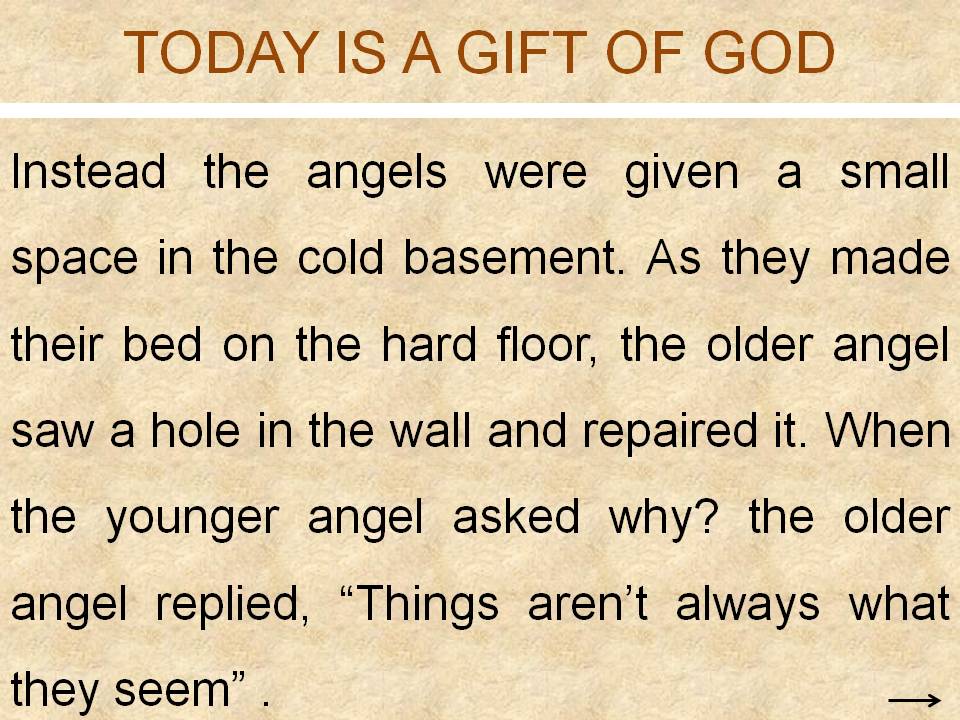 TODAY IS A GIFT OF GOD
Instead the angels were given a small
space in the cold basement. As they made
their bed on the hard floor, the older angel
saw a hole in the wall and repaired it. When
the younger angel asked why? the older
angel replied, “Things aren’t always what
they seem” .